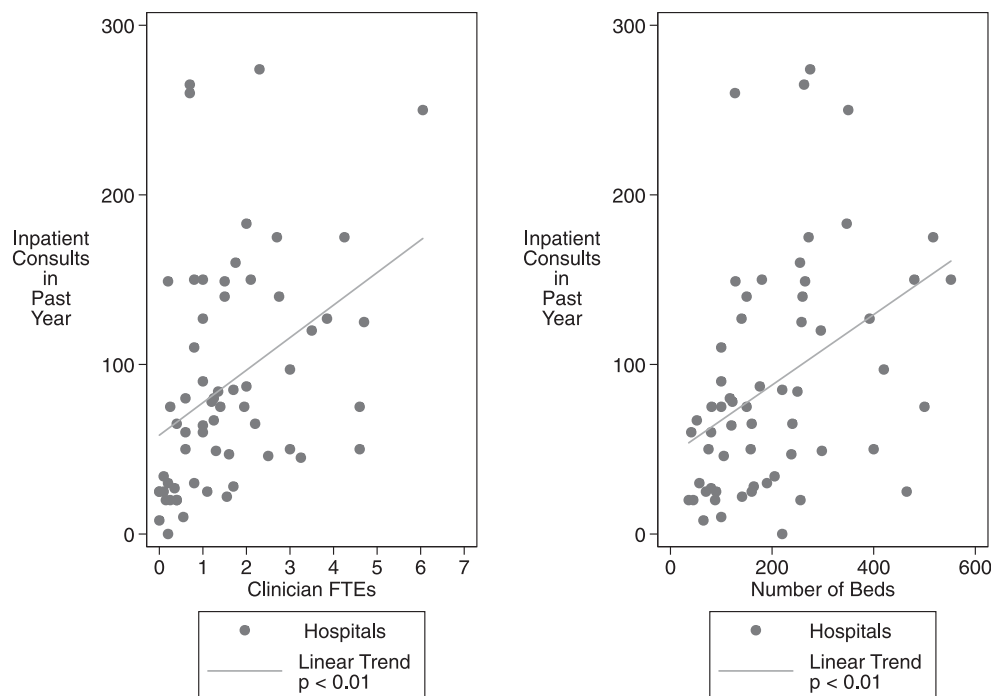 300
200
100
0
Inpatient
Consults
in
Past
Year
0 1 2 3 4 5 6 7
Clinician FTEs
Hospitals
Linear Trend
p < 0.01
300
200
100
0
Inpatient
Consults
in
Past
Year
0 200 400 600
Number of Beds
Hospitals
Linear Trend
p < 0.01